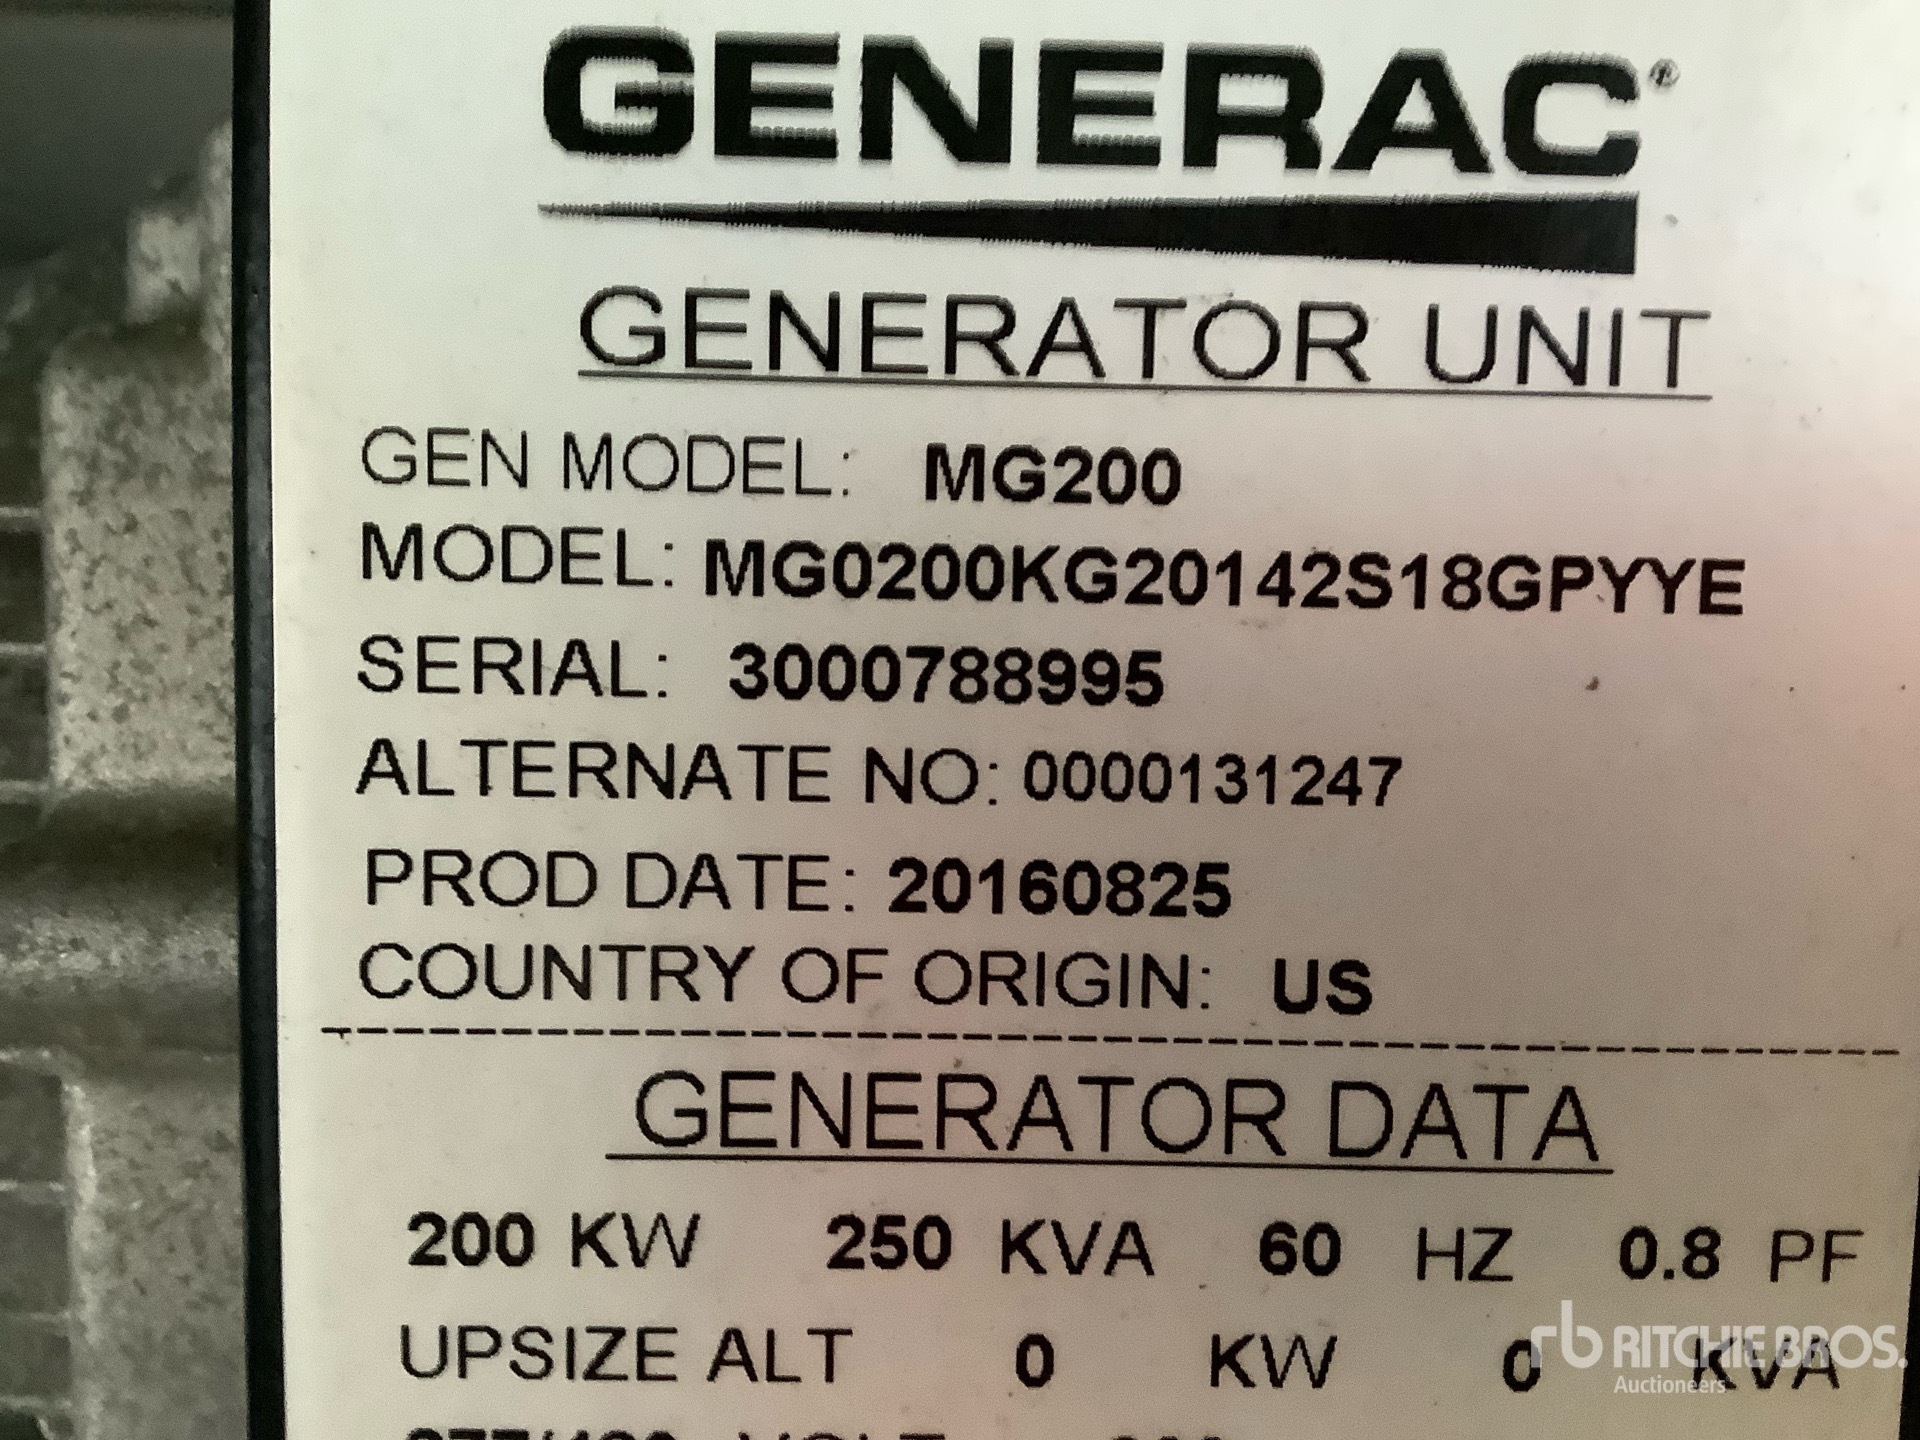 GENERAC®
GENERATOR UNIT
GEN MODEL: MG200
MODEL: MG0200KG20142S18GPYYE
SERIAL: 3000788995
ALTERNATE NO: 0000131247
PROD DATE: 20160825
COUNTRY OF ORIGIN: US
GENERATOR DATA
200 KW 250 KVA 60 HZ 0.8 PF
UPSIZE ALT 0 KW 0 KVA
rb RITCHIE BROS.
Auctioneers